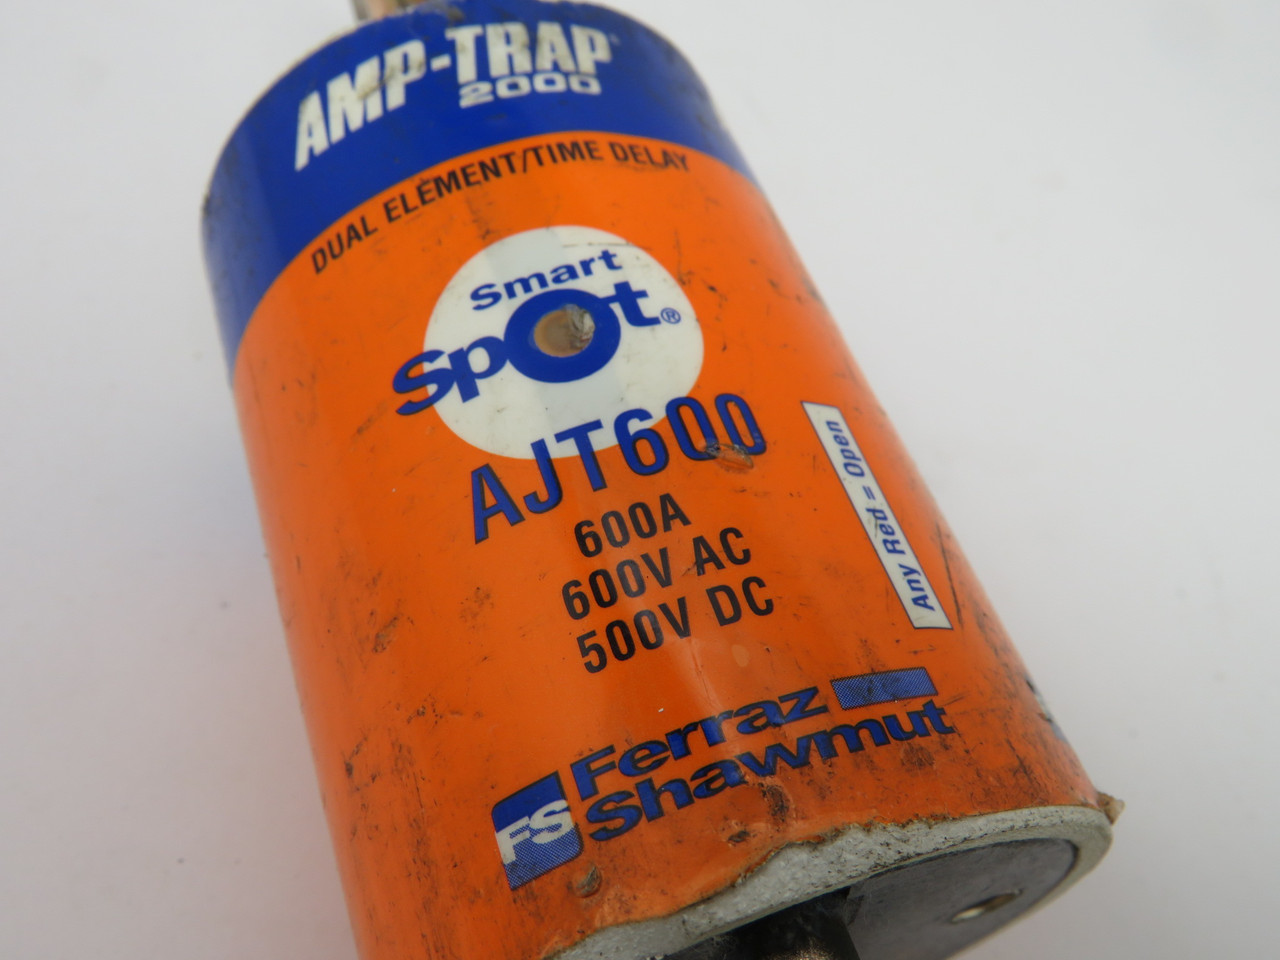 AMP-TRAP
2000
DUAL ELEMENT/TIME DELAY
Smart
Spot®
AJT600
600A
600V AC
500V DC
Any Red = Open
Ferraz
Shawmut
FS